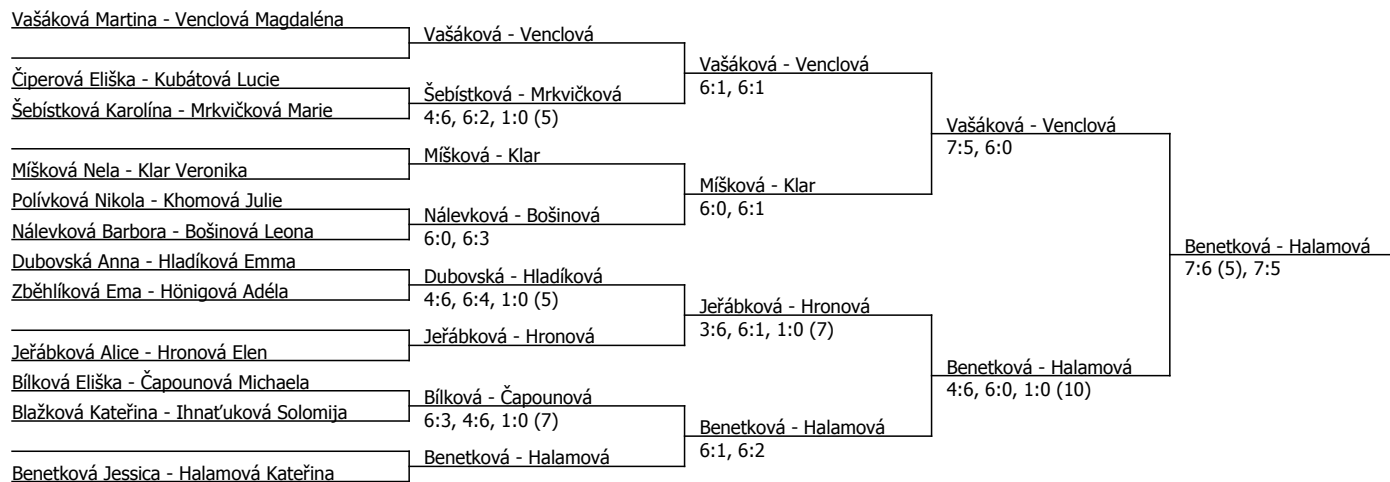 Vašáková Martina - Venclová Magdaléna
Čiperová Eliška - Kubátová Lucie
Šebístková Karolína - Mrkvičková Marie
Míšková Nela - Klar Veronika
Polívková Nikola - Khomová Julie
Nálevková Barbora - Bošinová Leona
Dubovská Anna - Hladíková Emma
Zběhlíková Ema - Hönigová Adéla
Jeřábková Alice - Hronová Elen
Bílková Eliška - Čapounová Michaela
Blažková Kateřina - Ihnaťuková Solomija
Benetková Jessica - Halamová Kateřina
Vašáková - Venclová
Šebístková - Mrkvičková
4:6, 6:2, 1:0 (5)
Míšková - Klar
Nálevková - Bošinová
6:0, 6:3
Dubovská - Hladíková
4:6, 6:4, 1:0 (5)
Jeřábková - Hronová
Bílková - Čapounová
6:3, 4:6, 1:0 (7)
Benetková - Halamová
Vašáková - Venclová
6:1, 6:1
Míšková - Klar
6:0, 6:1
Jeřábková - Hronová
3:6, 6:1, 1:0 (7)
Benetková - Halamová
6:1, 6:2
Vašáková - Venclová
7:5, 6:0
Benetková - Halamová
4:6, 6:0, 1:0 (10)
Benetková - Halamová
7:6 (5), 7:5